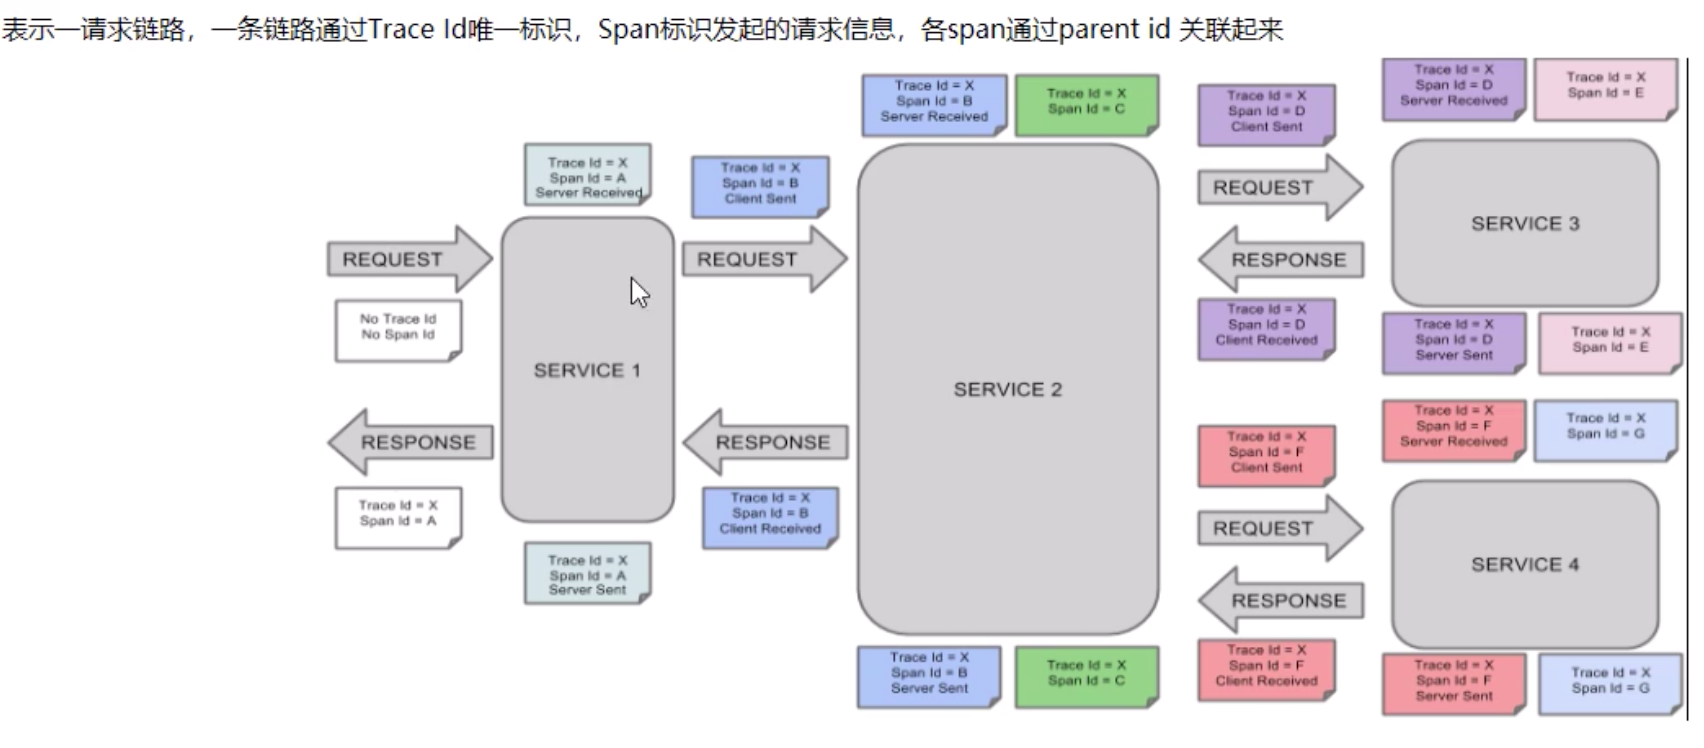 表示一请求链路，一条链路通过Trace Id唯一标识，Span标识发起的请求信息，各span通过parent id 关联起来
Trace Id = X
Span Id = B
Server Received
Trace Id = X
Span Id = C
Trace Id = X
Span Id = D
Client Sent
Trace Id = X
Span Id = D
Server Received
Trace Id = X
Span Id = E
Trace Id = X
Span Id = A
Server Received
Trace Id = X
Span Id = B
Client Sent
REQUEST
REQUEST
REQUEST
SERVICE 3
RESPONSE
No Trace Id
No Span Id
Trace Id = X
Span Id = D
Client Received
Trace Id = X
Span Id = D
Server Sent
Trace Id = X
Span Id = E
SERVICE 1
SERVICE 2
RESPONSE
RESPONSE
Trace Id = X
Span Id = F
Client Sent
Trace Id = X
Span Id = F
Server Received
Trace Id = X
Span Id = G
Trace Id = X
Span Id = A
Trace Id = X
Span Id = B
Client Received
REQUEST
SERVICE 4
RESPONSE
Trace Id = X
Span Id = A
Server Sent
Trace Id = X
Span Id = B
Server Sent
Trace Id = X
Span Id = C
Trace Id = X
Span Id = F
Client Received
Trace Id = X
Span Id = F
Server Sent
Trace Id = X
Span Id = G